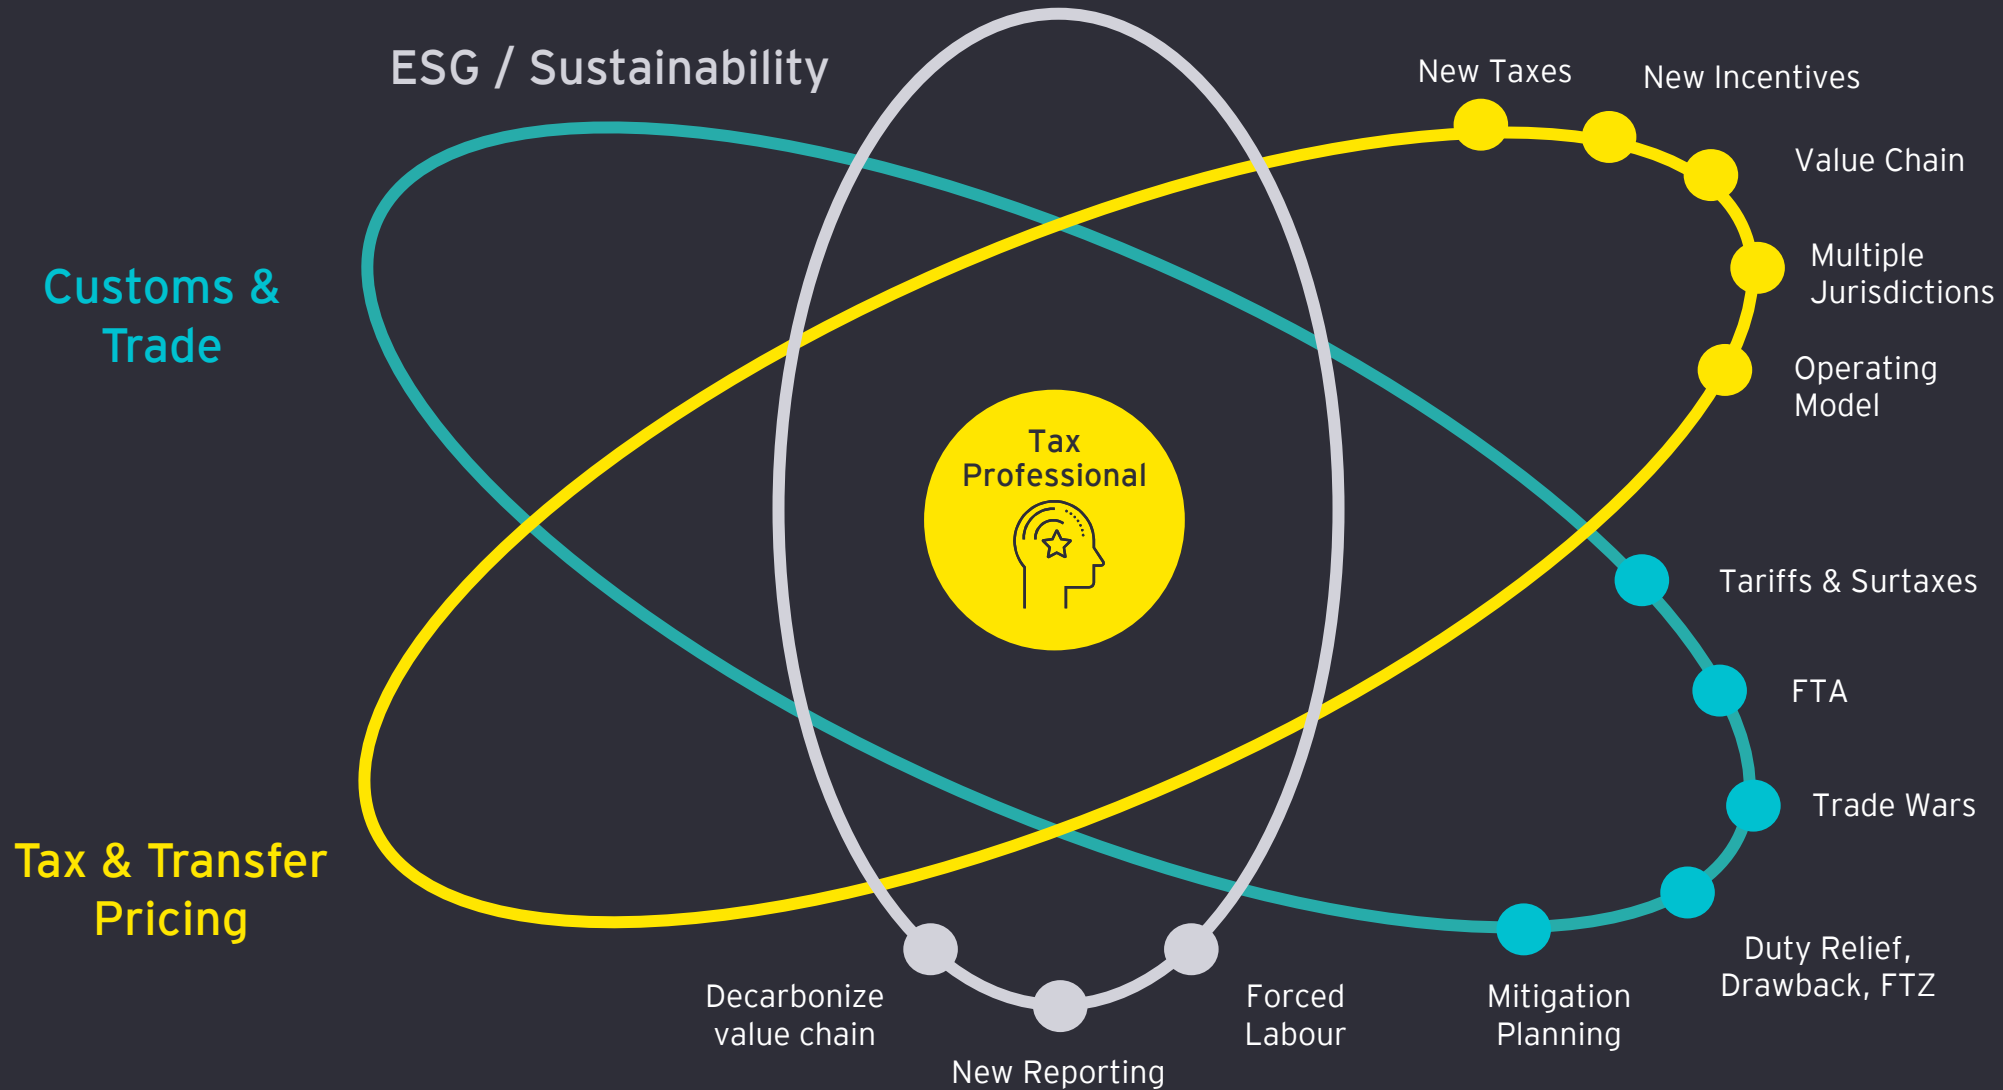 ESG / Sustainability
New Taxes
New Incentives
Value Chain
Multiple
Jurisdictions
Operating
Model
Customs &
Trade
Tax
Professional
Tariffs & Surtaxes
FTA
Trade Wars
Duty Relief,
Drawback, FTZ
Tax & Transfer
Pricing
Decarbonize
value chain
New Reporting
Forced
Labour
Mitigation
Planning